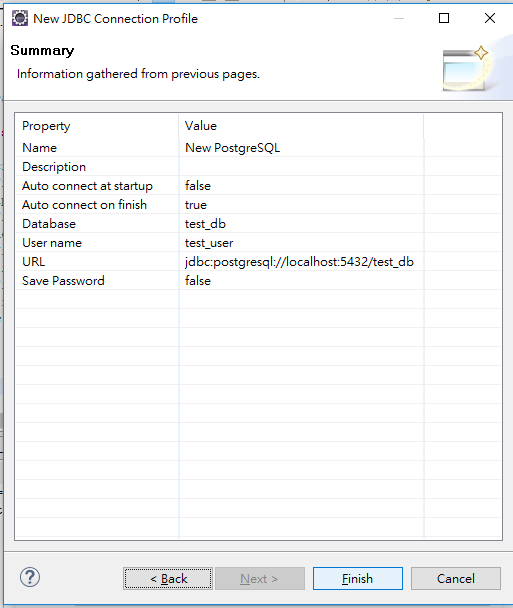 New JDBC Connection Profile
Summary
Information gathered from previous pages.
Property Value
Name New PostgreSQL
Description
Auto connect at startup false
Auto connect on finish true
Database test_db
User name test_user
URL jdbc:postgresql://localhost:5432/test_db
Save Password false
? < Back Next > Finish Cancel